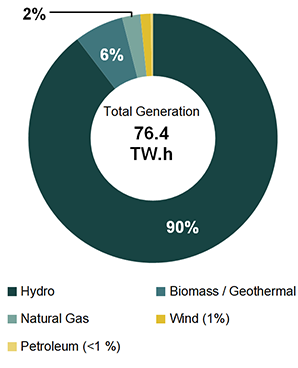 2%
6%
Total Generation
76.4
TW.h
90%
Hydro
Biomass / Geothermal
Natural Gas
Wind (1%)
Petroleum (<1 %)